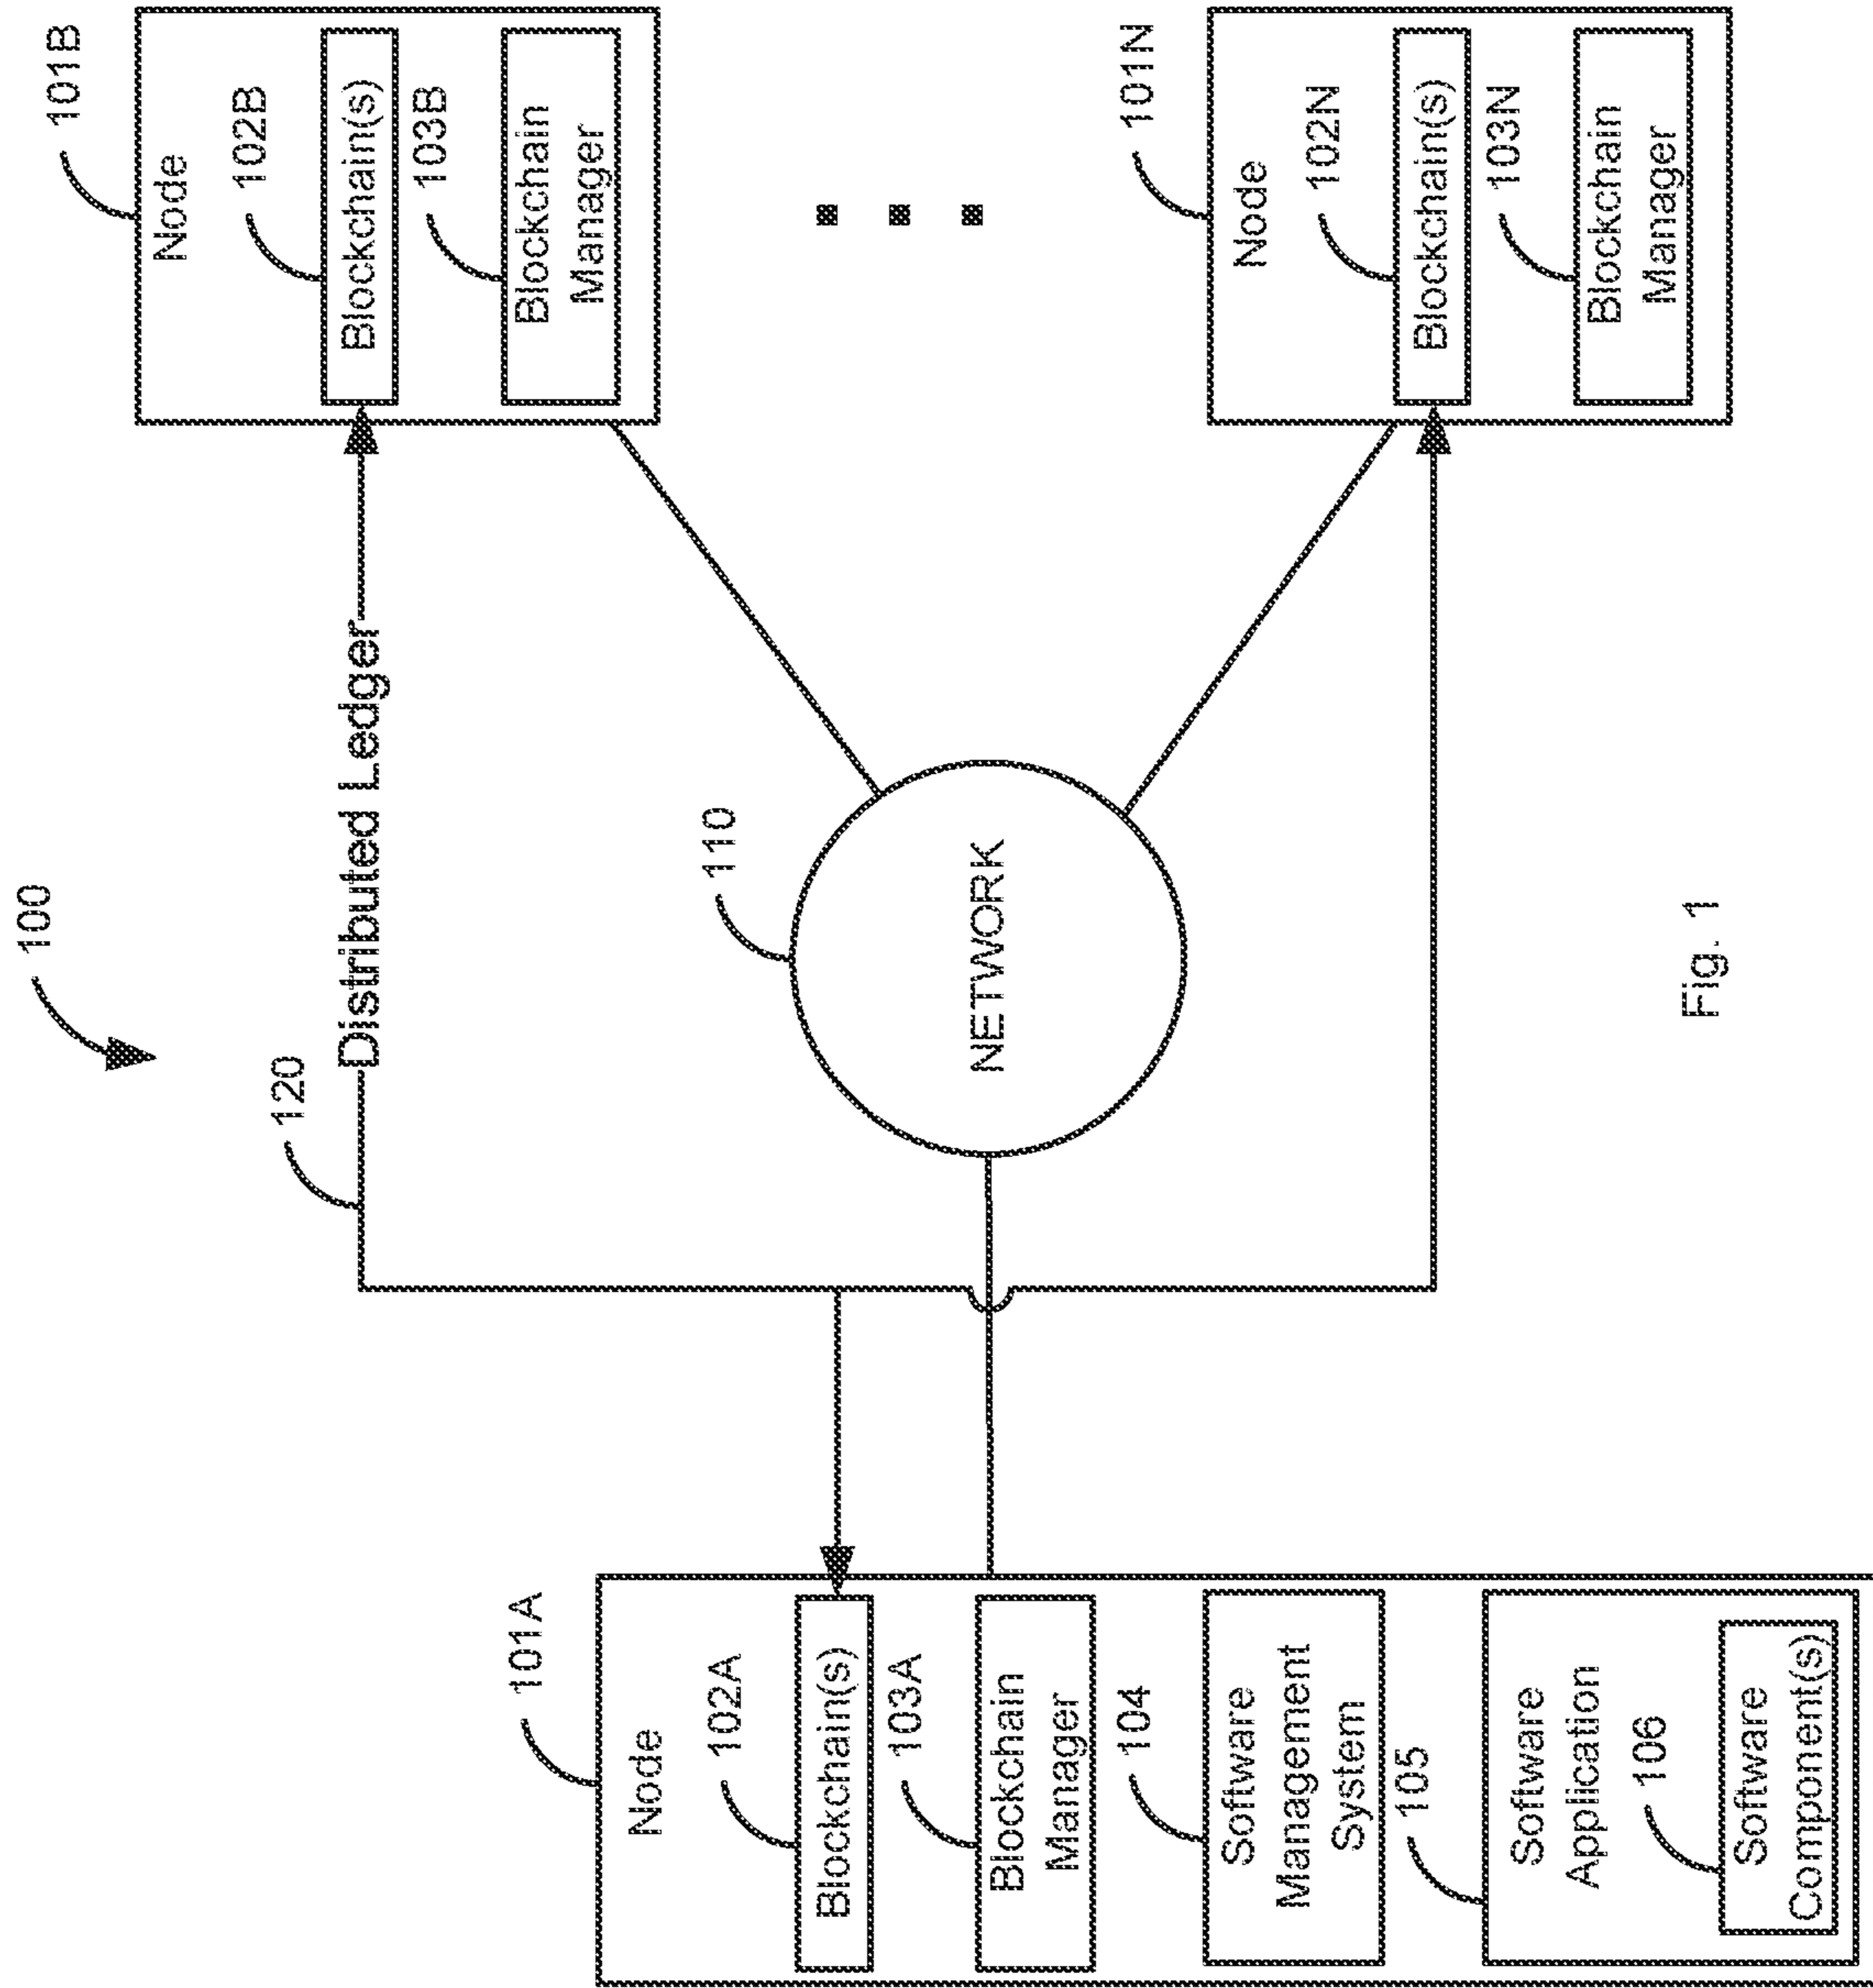 100
101A
Node
102A
Blockchain(s)
103A
Blockchain
Manager
104
Software
Management
System
105
Software
Application
106
Software
Component(s)
120
Distributed Ledger
110
NETWORK
101B
Node
102B
Blockchain(s)
103B
Blockchain
Manager
101N
Node
102N
Blockchain(s)
103N
Blockchain
Manager
Fig. 1